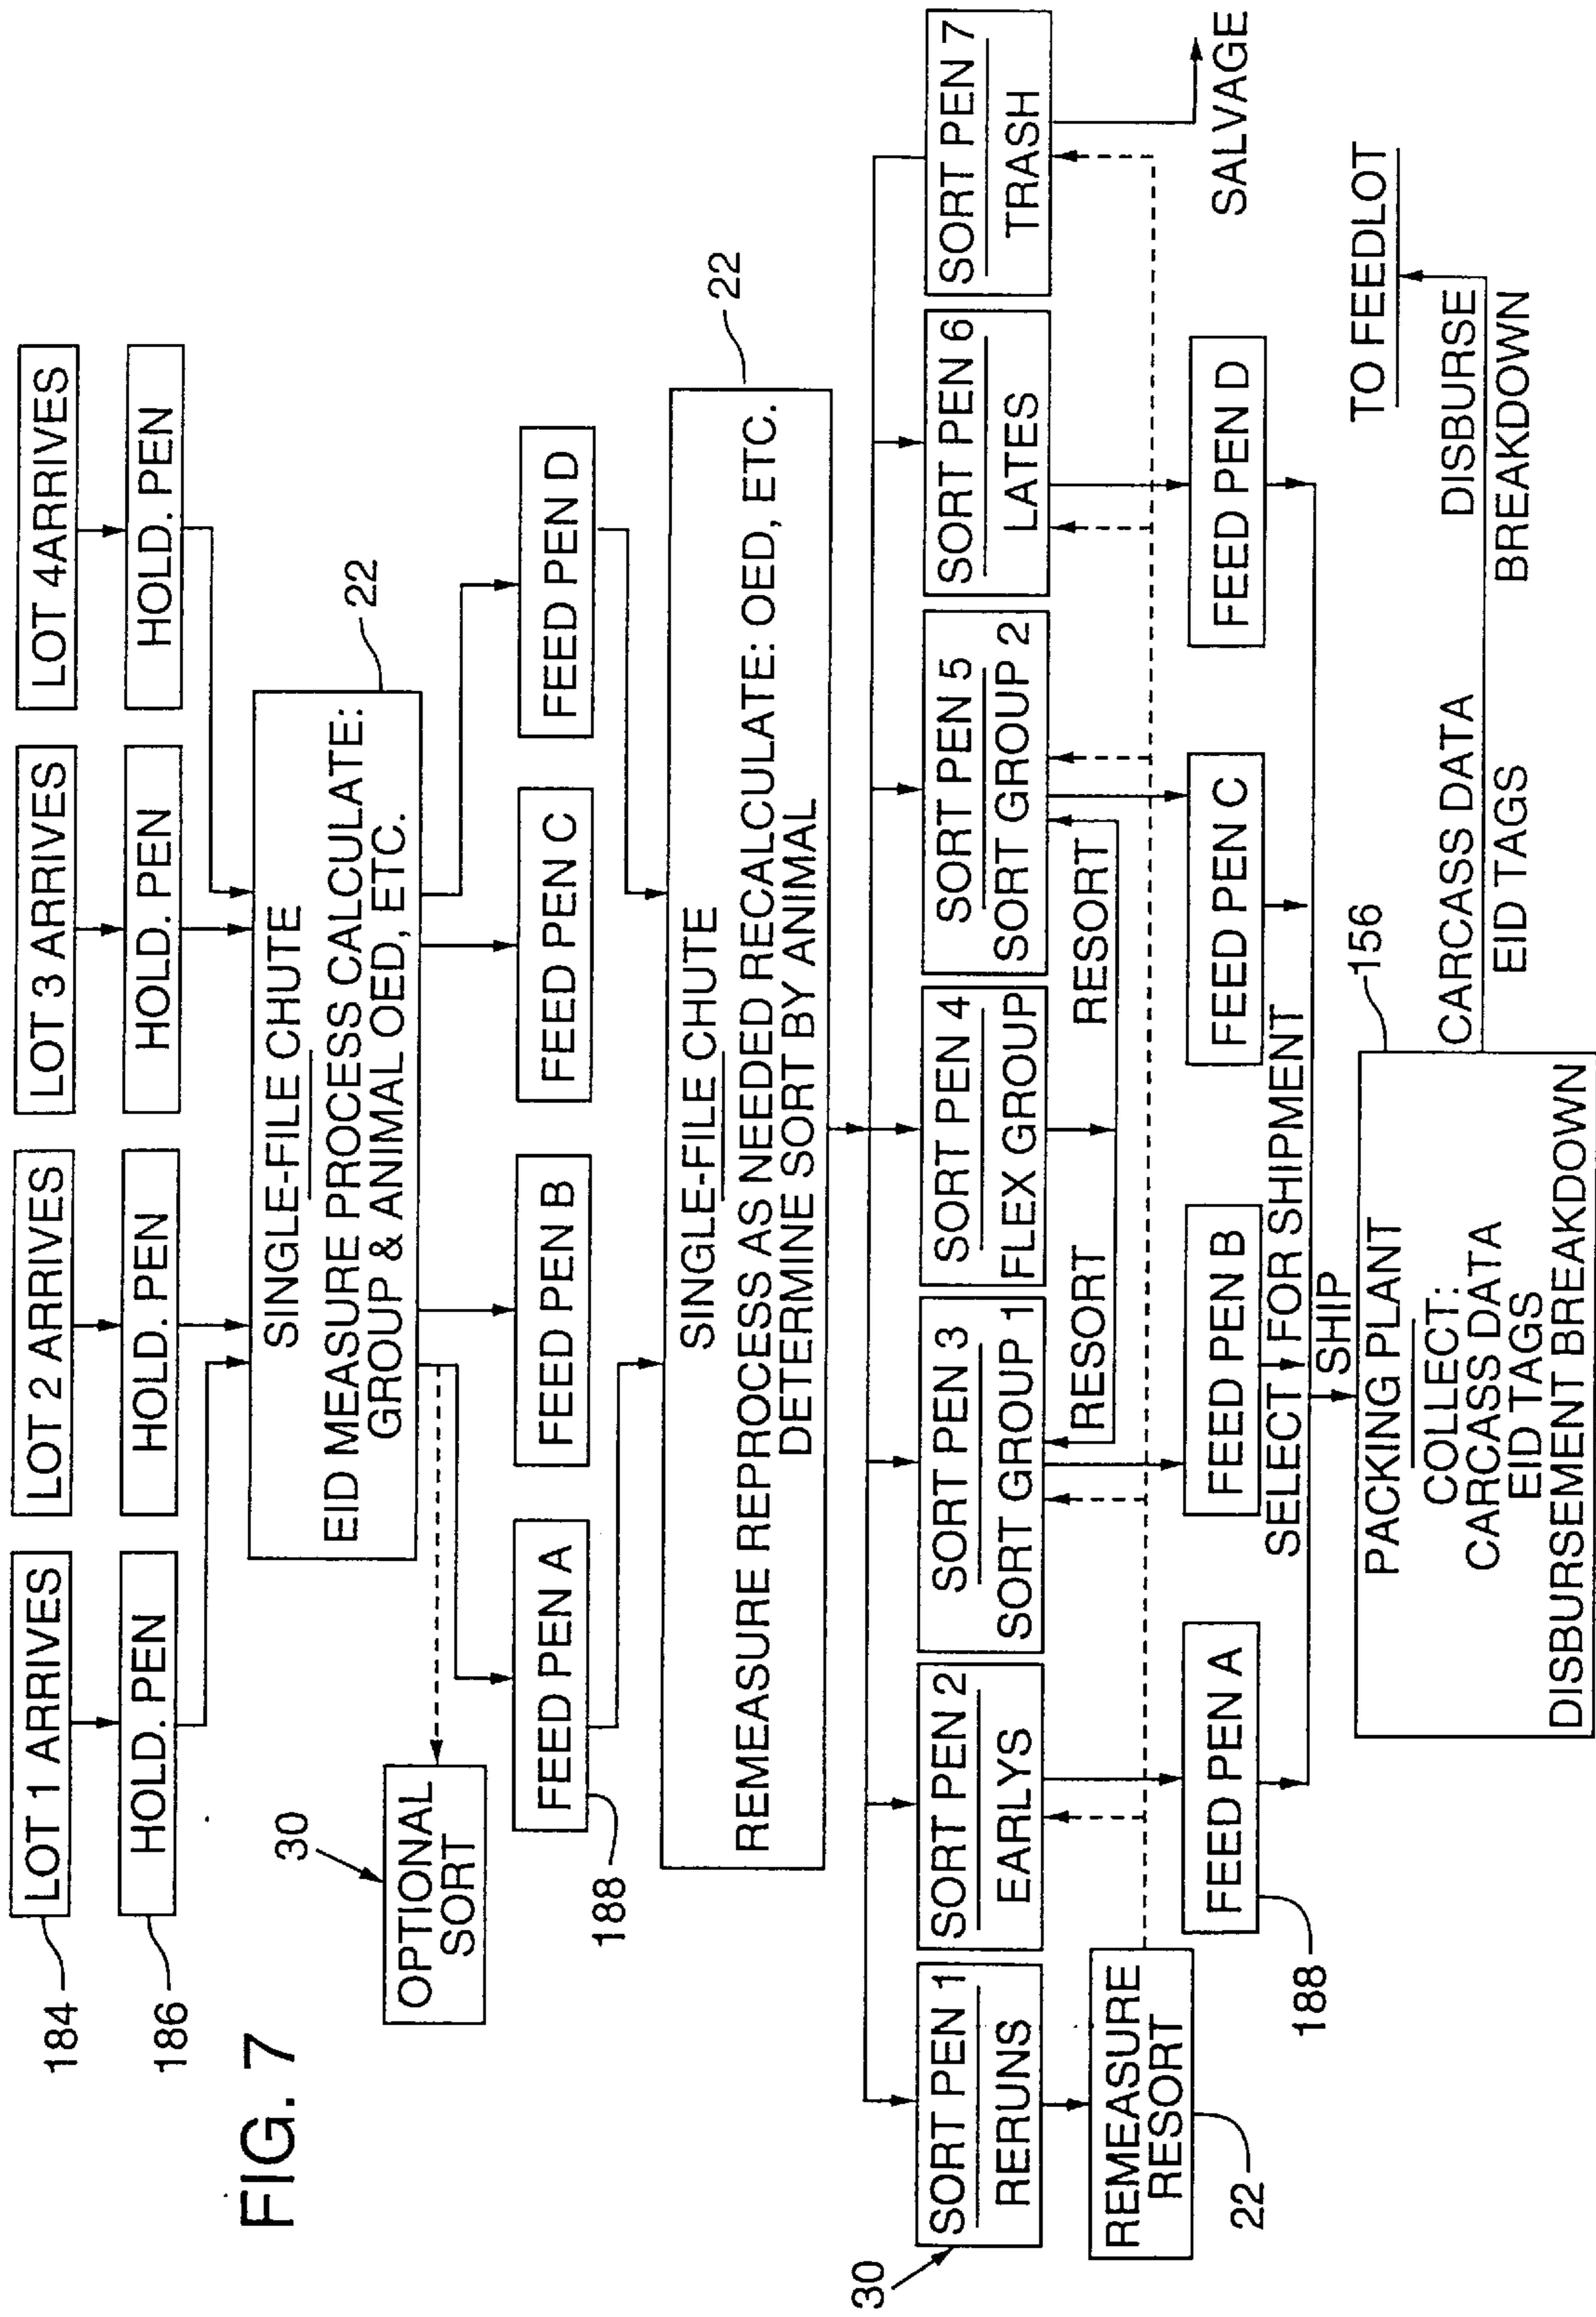 FIG. 7
184
LOT 1 ARRIVES
LOT 2 ARRIVES
LOT 3 ARRIVES
LOT 4ARRIVES
186
HOLD. PEN
HOLD. PEN
HOLD. PEN
HOLD. PEN
SINGLE-FILE CHUTE
EID MEASURE PROCESS CALCULATE:
GROUP & ANIMAL OED, ETC.
22
30
OPTIONAL
SORT
188
FEED PEN A
FEED PEN B
FEED PEN C
FEED PEN D
SINGLE-FILE CHUTE
REMEASURE REPROCESS AS NEEDED RECALCULATE: OED, ETC.
DETERMINE SORT BY ANIMAL
22
30
SORT PEN 1
RERUNS
SORT PEN 2
EARLYS
SORT PEN 3
SORT GROUP 1
SORT PEN 4
FLEX GROUP
SORT PEN 5
SORT GROUP 2
SORT PEN 6
LATES
SORT PEN 7
TRASH
RESORT
RESORT
RESORT
REMEASURE
RESORT
22
SALVAGE
188
FEED PEN A
FEED PEN B
FEED PEN C
FEED PEN D
SELECT FOR SHIPMENT
SHIP
PACKING PLANT
COLLECT:
CARCASS DATA
EID TAGS
DISBURSEMENT BREAKDOWN
156
CARCASS DATA
EID TAGS
DISBURSE
BREAKDOWN
TO FEEDLOT